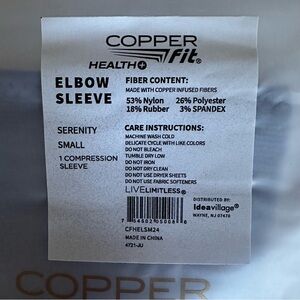 COPPER
fit®
HEALTH+
ELBOW
SLEEVE
SERENITY
SMALL
1 COMPRESSION
SLEEVE
FIBER CONTENT:
MADE WITH COPPER INFUSED FIBERS
53% Nylon 26% Polyester
18% Rubber 3% SPANDEX
CARE INSTRUCTIONS:
MACHINE WASH COLD
DELICATE CYCLE WITH LIKE COLORS
DO NOT BLEACH
TUMBLE DRY LOW
DO NOT IRON
DO NOT DRY CLEAN
DO NOT USE DRYER SHEETS
DO NOT USE FABRIC SOFTENERS
LIVELIMITLESS®
CFHELSM24
MADE IN CHINA
4721-JU
DISTRIBUTED BY:
ideavillage®
WAYNE, NJ 07470
COPPER